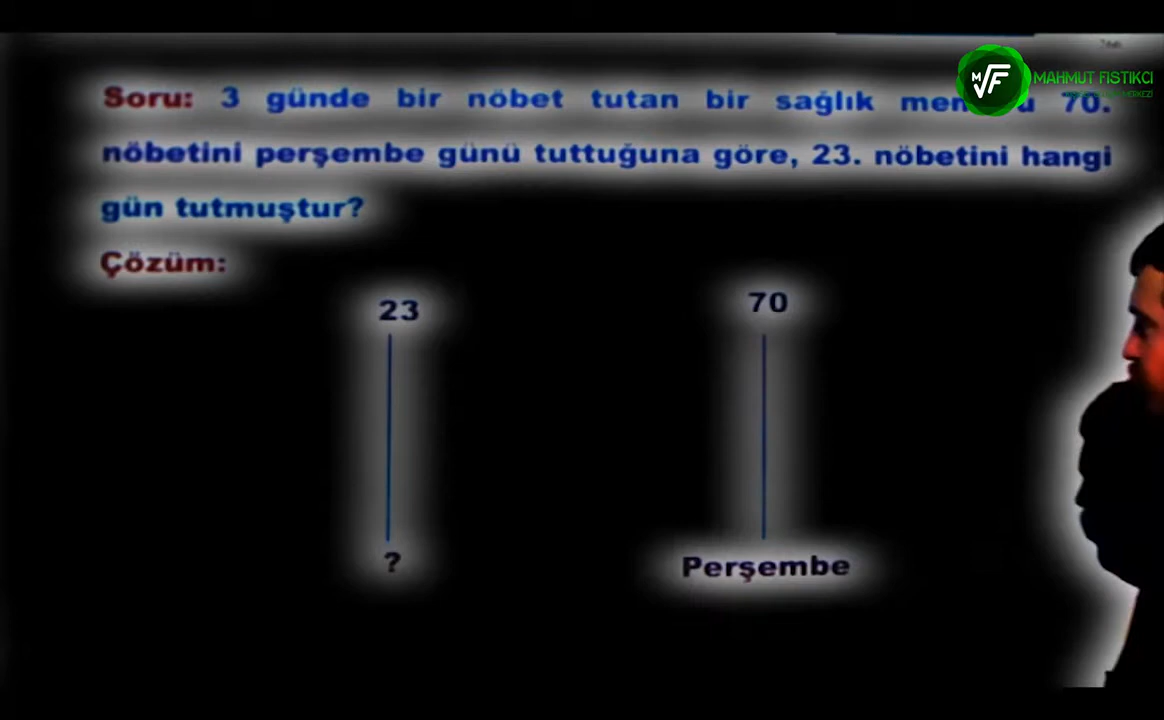 MAHMUT FISTIKCI
Soru: 3 günde bir nöbet tutan bir sağlık 70.
nöbetini perşembe günü tuttuğuna göre, 23. nöbetini hangi
gün tutmuştur?
Çözüm:
23 70
? Perşembe